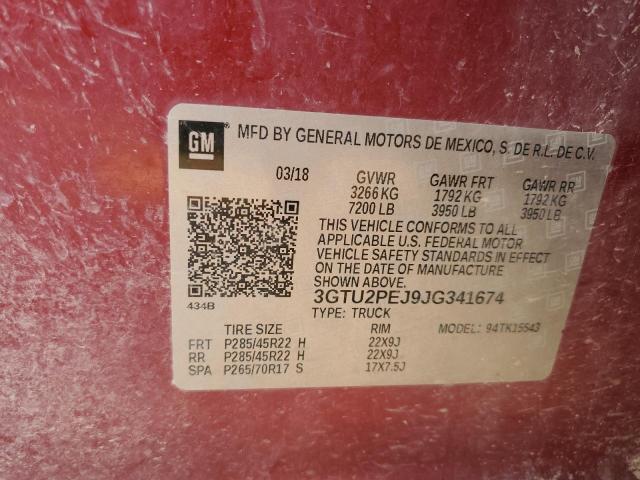 GM MFD BY GENERAL MOTORS DE MEXICO, S. DE R.L. DE C.V.
03/18 GVWR GAWR FRT GAWR RR
3266 KG 1792 KG 1792 KG
7200 LB 3950 LB 3950 LB
THIS VEHICLE CONFORMS TO ALL
APPLICABLE U.S. FEDERAL MOTOR
VEHICLE SAFETY STANDARDS IN EFFECT
ON THE DATE OF MANUFACTURE
SHOWN ABOVE.
434B 3GTU2PEJ9JG341674
TYPE: TRUCK
TIRE SIZE RIM MODEL: 94TK15543
FRT P285/45R22 H 22X9J
RR P285/45R22 H 22X9J
SPA P265/70R17 S 17X7.5J